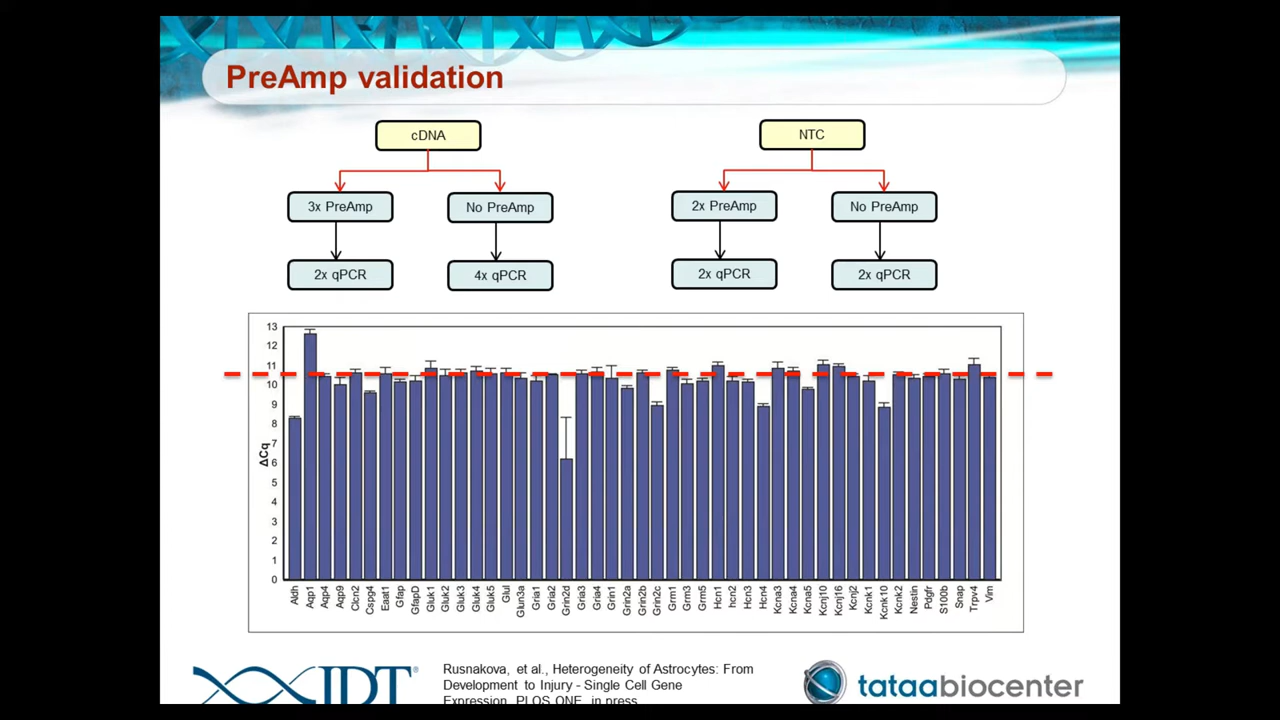 PreAmp validation
cDNA
NTC
3x PreAmp
No PreAmp
2x PreAmp
No PreAmp
2x qPCR
4x qPCR
2x qPCR
2x qPCR
13
12
11
10
9
8
7
6
5
4
3
2
1
0
ΔCq
Adh
Aqp1
Aqp4
Aqp9
Clcn2
Cspg4
Eaat1
Gfap
GfapD
Gluk1
Gluk2
Gluk3
Gluk4
Gluk5
Glul
Glun3a
Gria1
Gria2
Grin2d
Gria3
Gria4
Grin1
Grin2a
Grin2b
Grin2c
Grm1
Grm3
Grm5
Hcn1
hcn2
Hcn3
Hcn4
Kcna3
Kcna4
Kcna5
Kcnj10
Kcnj16
Kcnj2
Kcnk1
Kcnk10
Kcnk2
Nestin
Pdgfr
S100b
Snap
Trpv4
Vim
IDT®
Rusnakova, et al., Heterogeneity of Astrocytes: From
Development to Injury - Single Cell Gene
Expression, PLOS ONE, in press
tataabiocenter